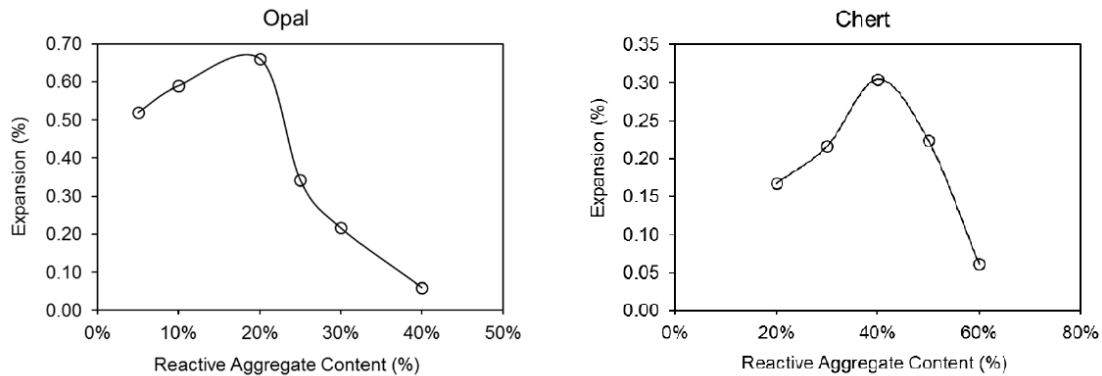 Opal
0.70
0.60
0.50
0.40
0.30
0.20
0.10
0.00
Expansion (%)
0% 10% 20% 30% 40% 50%
Reactive Aggregate Content (%)
Chert
0.35
0.30
0.25
0.20
0.15
0.10
0.05
0.00
Expansion (%)
0% 20% 40% 60% 80%
Reactive Aggregate Content (%)